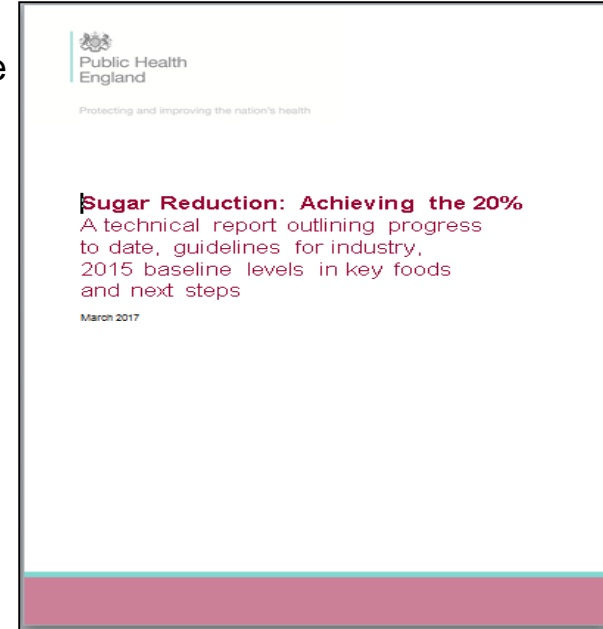 e
Public Health
England
Protecting and improving the nation's health
Sugar Reduction: Achieving the 20%
A technical report outlining progress
to date, guidelines for industry,
2015 baseline levels in key foods
and next steps
March 2017